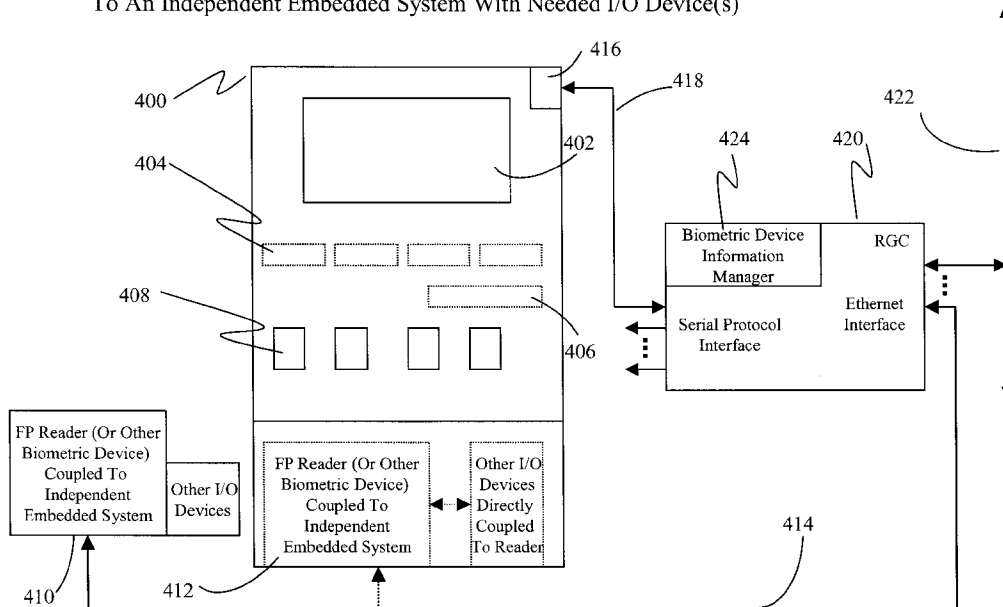 To An Independent Embedded System With Needed I/O Device(s)
416
400
418
422
402
424
420
404
Biometric Device
Information
Manager
RGC
408
Serial Protocol
Interface
Ethernet
Interface
406
FP Reader (Or Other
Biometric Device)
Coupled To
Independent
Embedded System
Other I/O
Devices
FP Reader (Or Other
Biometric Device)
Coupled To
Independent
Embedded System
Other I/O
Devices
Directly
Coupled
To Reader
414
410
412